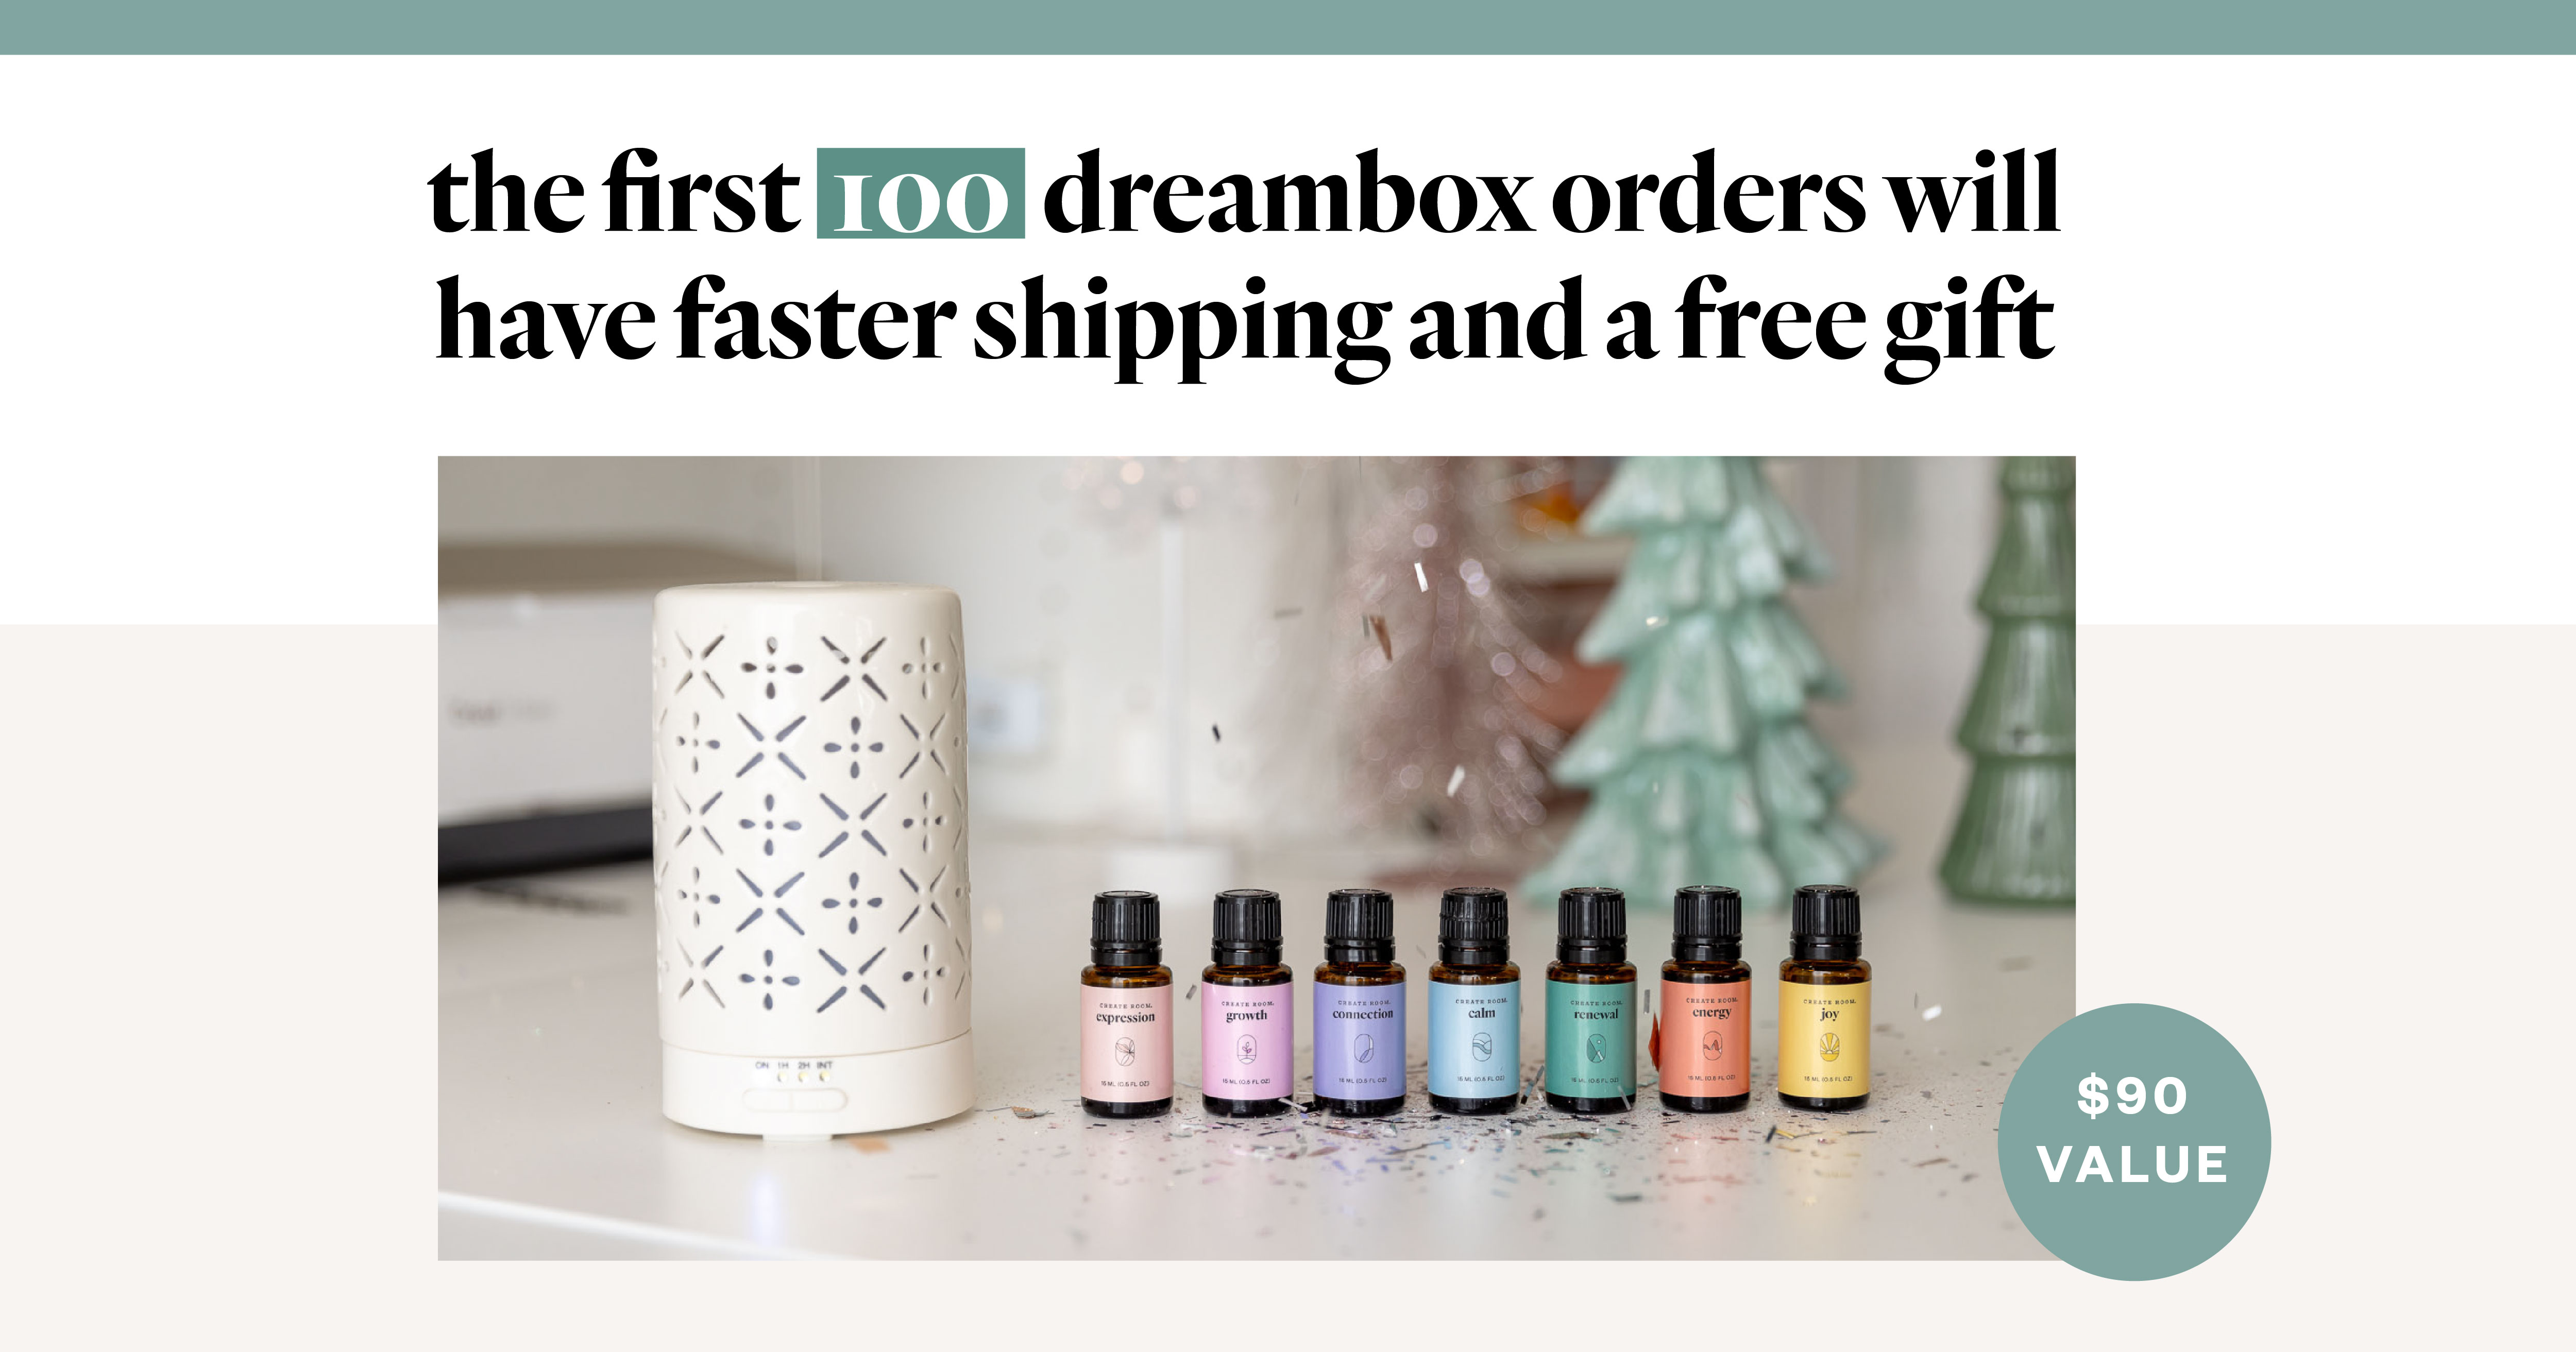 the first 100 dreambox orders will
have faster shipping and a free gift
ON 1H 2H INT
CREATE ROOM.
expression
15 ML (0.5 FL OZ)
CREATE ROOM.
growth
15 ML (0.5 FL OZ)
CREATE ROOM.
connection
15 ML (0.5 FL OZ)
CREATE ROOM.
calm
15 ML (0.5 FL OZ)
CREATE ROOM.
renewal
15 ML (0.5 FL OZ)
CREATE ROOM.
energy
15 ML (0.5 FL OZ)
CREATE ROOM.
joy
15 ML (0.5 FL OZ)
$90
VALUE